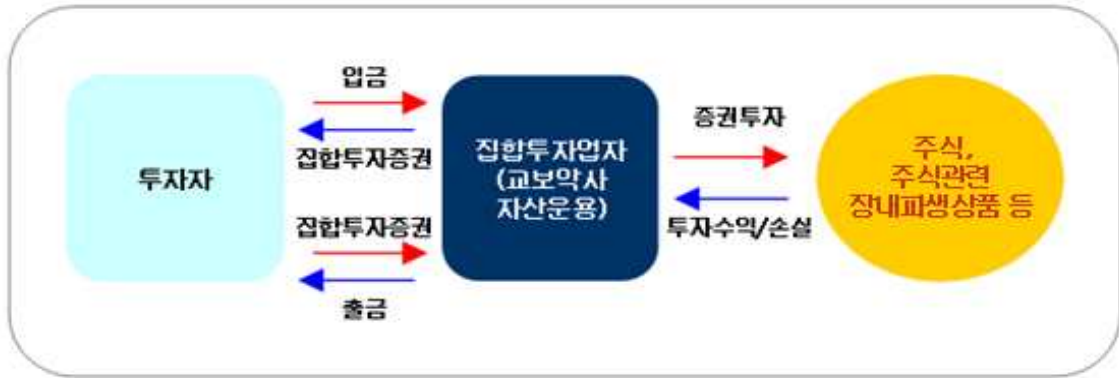 투자자
입금
집합투자증권
집합투자증권
출금
집합투자업자
(교보악사
자산운용)
증권투자
투자수익/손실
주식,
주식관련
장내파생상품 등